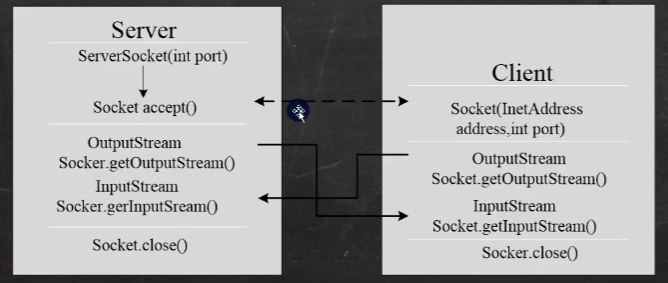 Server
ServerSocket(int port)
Socket accept()
OutputStream
Socker.getOutputStream()
InputStream
Socker.gerInputSream()
Socket.close()
Client
Socket(InetAddress
address,int port)
OutputStream
Socket.getOutputStream()
InputStream
Socket.getInputStream()
Socker.close()